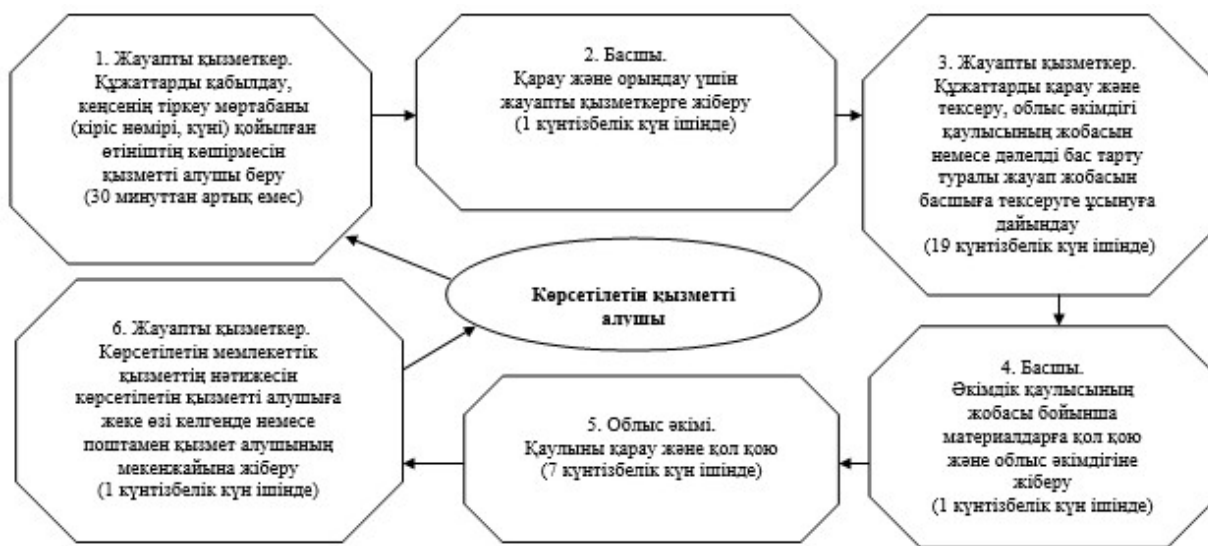 1. Жауапты қызметкер.
Құжаттарды қабылдау,
кеңсенің тіркеу мөртабаны
(кіріс нөмірі, күні) қойылған
өтініштің көшірмесін
қызметті алушы беру
(30 минуттан артық емес)
2. Басшы.
Қарау және орындау үшін
жауапты қызметкерге жіберу
(1 күнтізбелік күн ішінде)
3. Жауапты қызметкер.
Құжаттарды қарау және
тексеру, облыс әкімдігі
қаулысының жобасын
немесе дәлелді бас тарту
туралы жауап жобасын
басшыға тексеруге ұсынуға
дайындау
(19 күнтізбелік күн ішінде)
Көрсетілетін қызметті
алушы
4. Басшы.
Әкімдік қаулысының
жобасы бойынша
материалдарға қол қою
және облыс әкімдігіне
жіберу
(1 күнтізбелік күн ішінде)
5. Облыс әкімі.
Қаулыны қарау және қол қою
(7 күнтізбелік күн ішінде)
6. Жауапты қызметкер.
Көрсетілетін мемлекеттік
қызметтің нәтижесін
көрсетілетін қызметті алушыға
жеке өзі келгенде немесе
поштамен қызмет алушының
мекенжайына жіберу
(1 күнтізбелік күн ішінде)